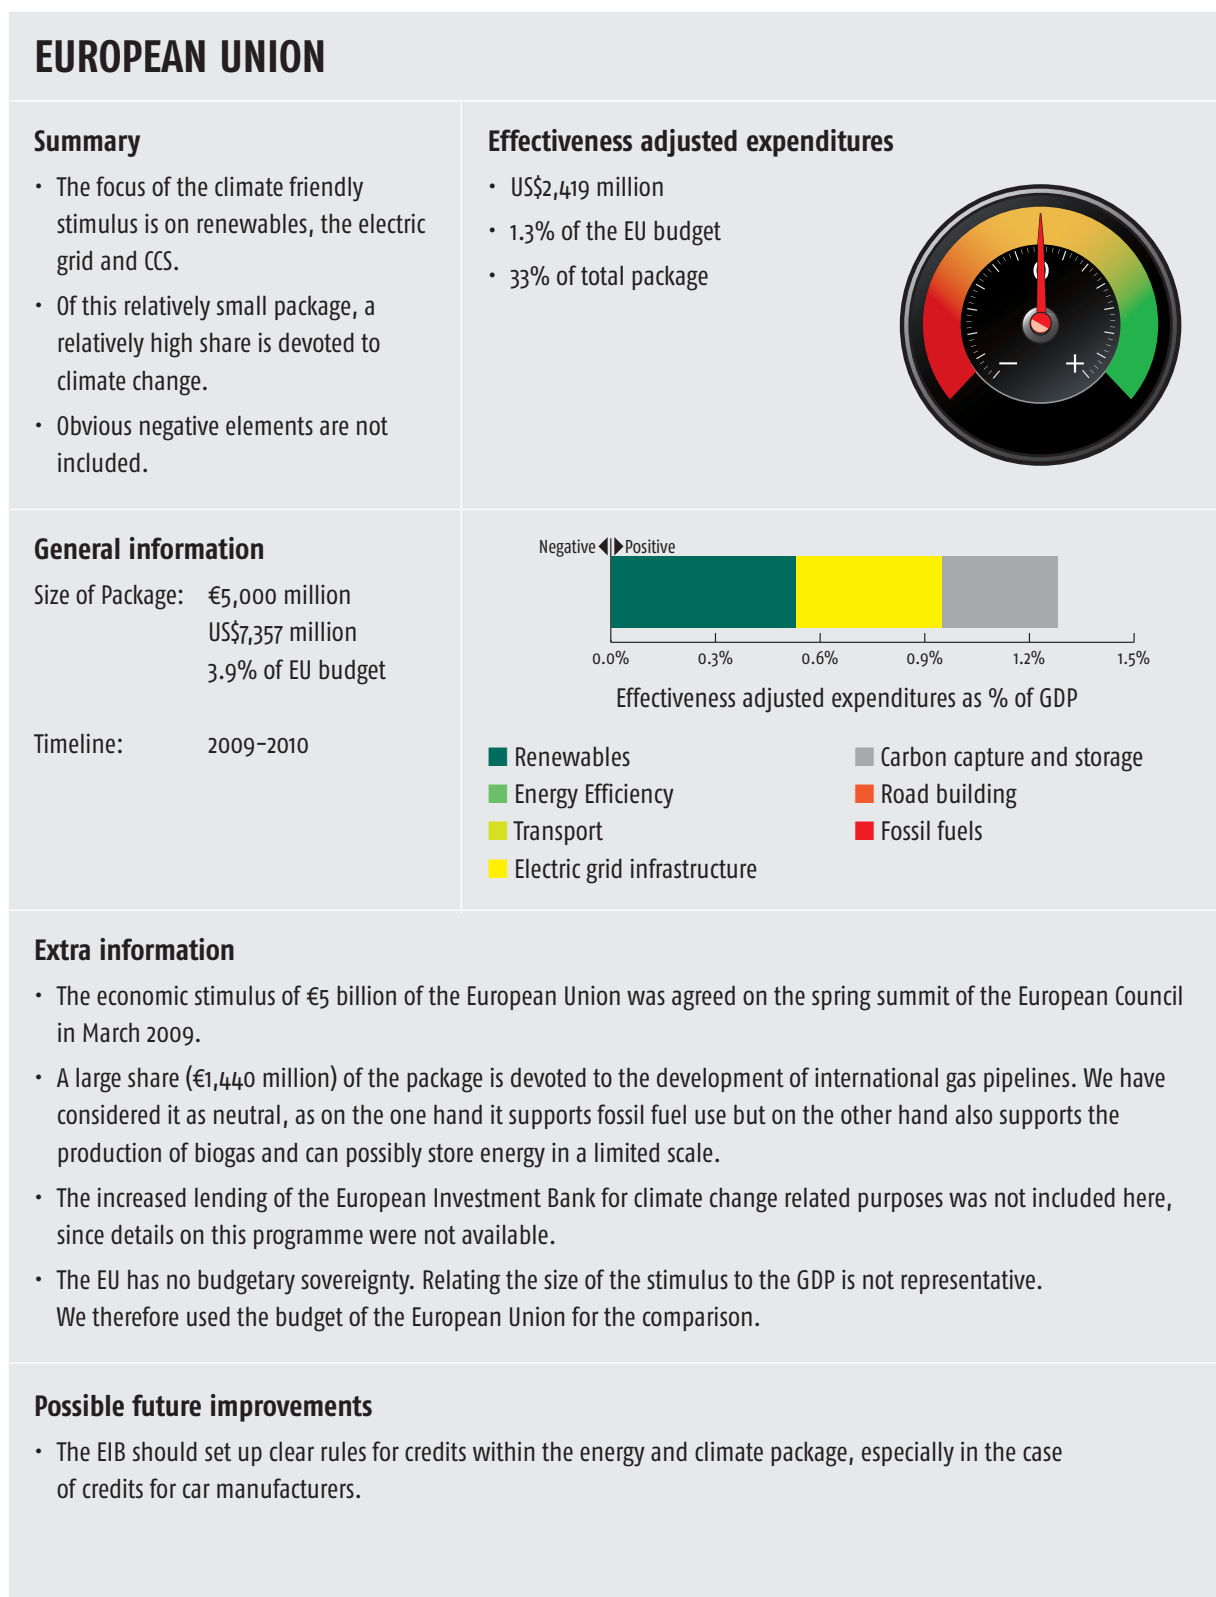 EUROPEAN UNION
Summary
• The focus of the climate friendly
stimulus is on renewables, the electric
grid and CCS.
• Of this relatively small package, a
relatively high share is devoted to
climate change.
• Obvious negative elements are not
included.
Effectiveness adjusted expenditures
• US$2,419 million
• 1.3% of the EU budget
• 33% of total package
0
− +
General information
Size of Package: €5,000 million
US$7,357 million
3.9% of EU budget
Timeline: 2009–2010
Negative Positive
0.0% 0.3% 0.6% 0.9% 1.2% 1.5%
Effectiveness adjusted expenditures as % of GDP
Renewables
Energy Efficiency
Transport
Electric grid infrastructure
Carbon capture and storage
Road building
Fossil fuels
Extra information
• The economic stimulus of €5 billion of the European Union was agreed on the spring summit of the European Council
in March 2009.
• A large share (€1,440 million) of the package is devoted to the development of international gas pipelines. We have
considered it as neutral, as on the one hand it supports fossil fuel use but on the other hand also supports the
production of biogas and can possibly store energy in a limited scale.
• The increased lending of the European Investment Bank for climate change related purposes was not included here,
since details on this programme were not available.
• The EU has no budgetary sovereignty. Relating the size of the stimulus to the GDP is not representative.
We therefore used the budget of the European Union for the comparison.
Possible future improvements
• The EIB should set up clear rules for credits within the energy and climate package, especially in the case
of credits for car manufacturers.